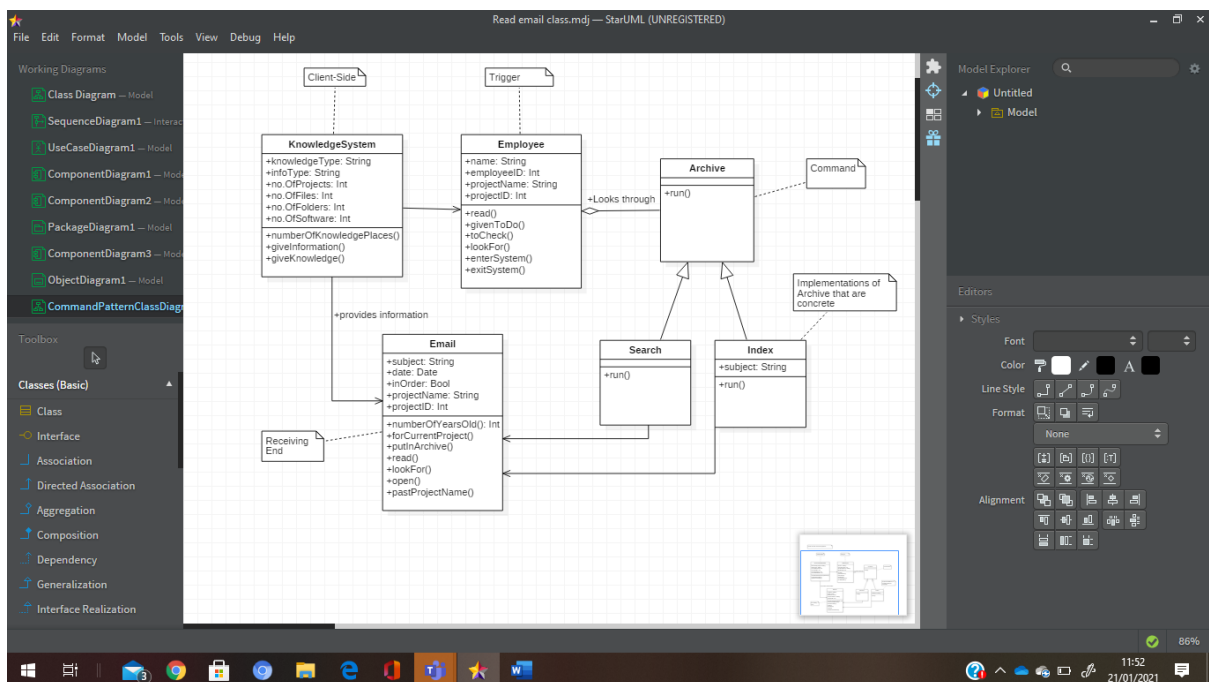 Read email class.mdj — StarUML (UNREGISTERED)
File Edit Format Model Tools View Debug Help
Working Diagrams
Class Diagram — Model
SequenceDiagram1 — Interac
UseCaseDiagram1 — Model
ComponentDiagram1 — Mode
ComponentDiagram2 — Mode
PackageDiagram1 — Model
ComponentDiagram3 — Mode
ObjectDiagram1 — Model
CommandPatternClassDiagr
Toolbox
Classes (Basic)
Class
Interface
Association
Directed Association
Aggregation
Composition
Dependency
Generalization
Interface Realization
Client-Side
Trigger
KnowledgeSystem
+knowledgeType: String
+infoType: String
+no.OfProjects: Int
+no.OfFiles: Int
+no.OfFolders: Int
+no.OfSoftware: Int
+numberOfKnowledgePlaces()
+giveInformation()
+giveKnowledge()
Employee
+name: String
+employeeID: Int
+projectName: String
+projectID: Int
+read()
+givenToDo()
+toCheck()
+lookFor()
+enterSystem()
+exitSystem()
+Looks through
Archive
+run()
Command
Implementations of
Archive that are
concrete
+provides information
Email
+subject: String
+date: Date
+inOrder: Bool
+projectName: String
+projectID: Int
+numberOfYearsOld(): Int
+forCurrentProject()
+putInArchive()
+read()
+lookFor()
+open()
+pastProjectName()
Receiving
End
Search
+run()
Index
+subject: String
+run()
Model Explorer
Untitled
Model
Editors
Styles
Font
Color
A
Line Style
Format
None
Alignment
86%
3
11:52
21/01/2021